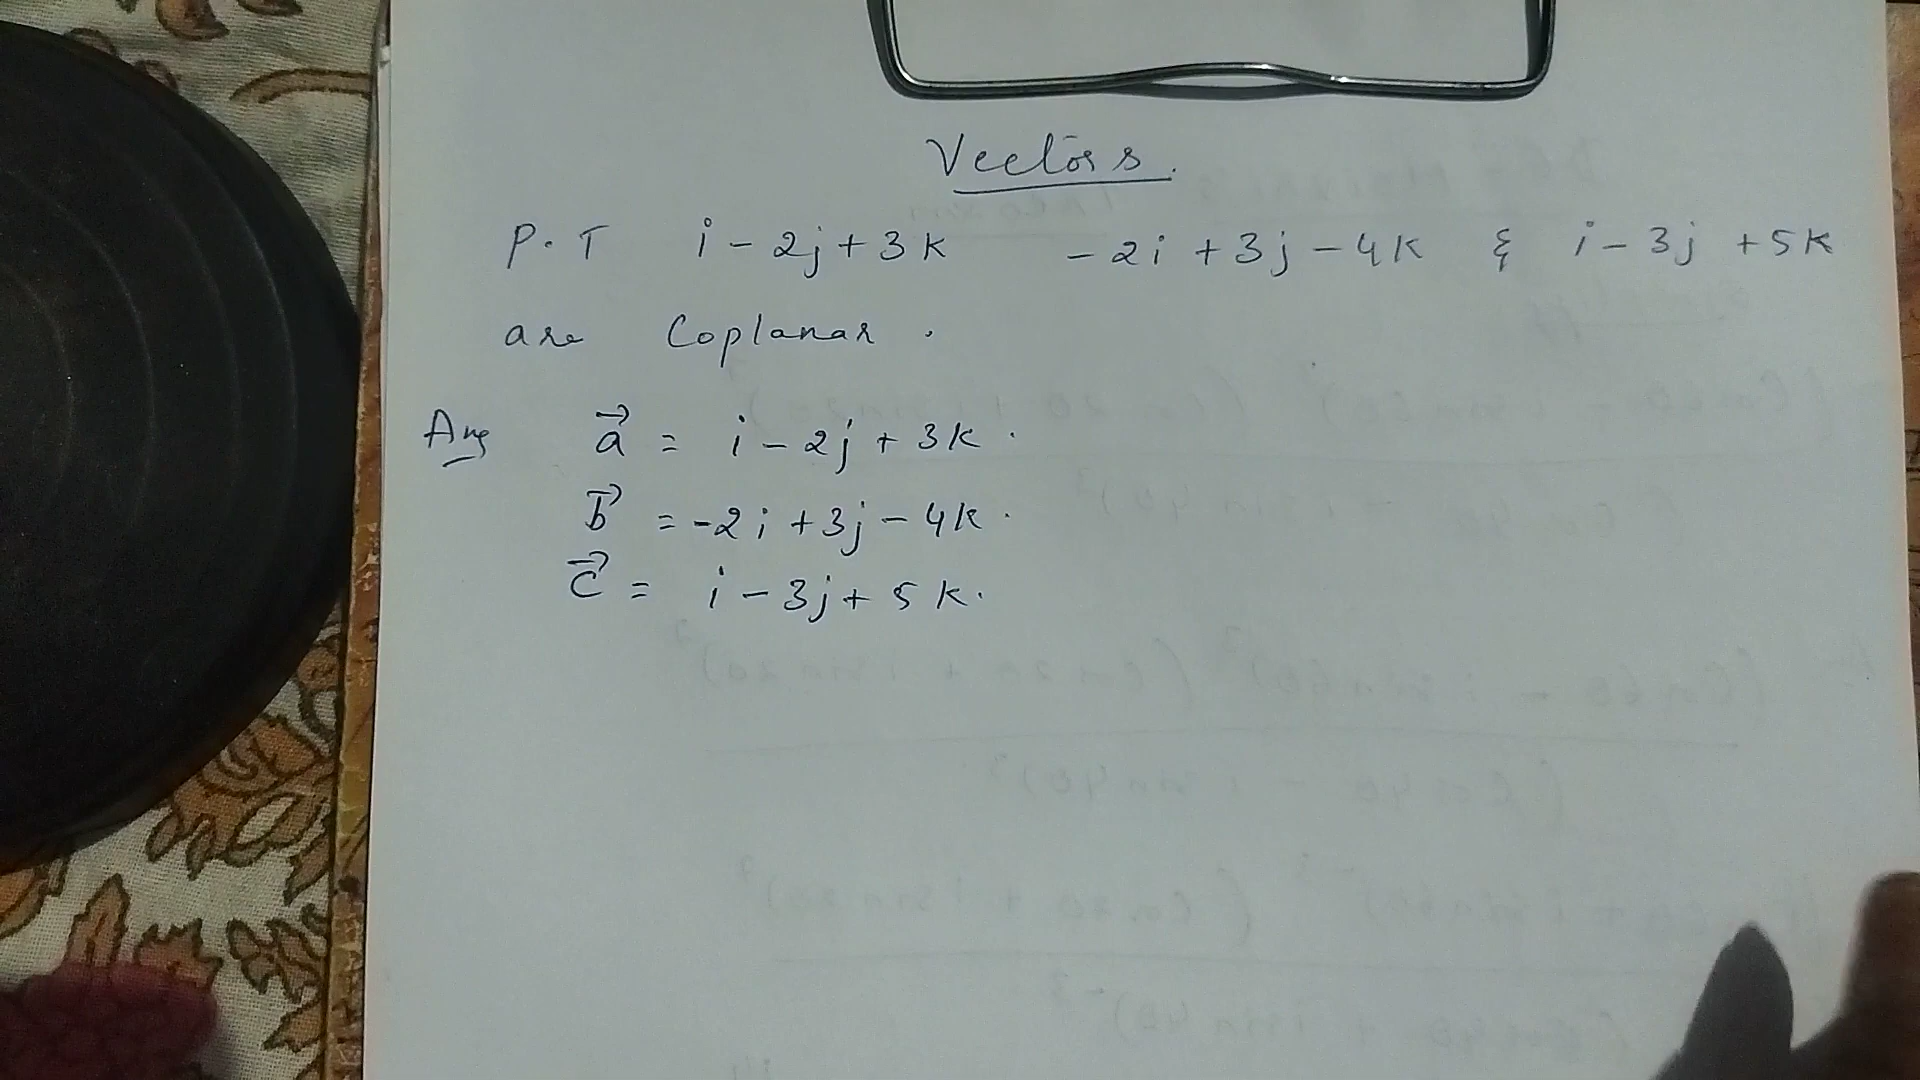 Vectors.
P.T i - 2j + 3k -2i + 3j - 4k & i - 3j + 5k
are Coplanar.
Ans a⃗ = i - 2j + 3k.
b⃗ = -2i + 3j - 4k.
c⃗ = i - 3j + 5k.